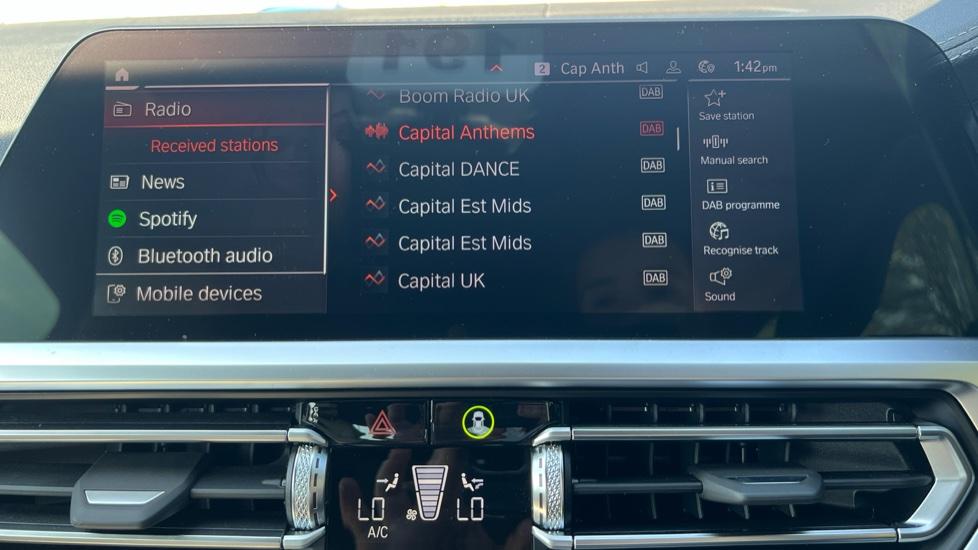 2 Cap Anth 1:42pm
Radio
Received stations
News
Spotify
Bluetooth audio
Mobile devices
Boom Radio UK DAB
Capital Anthems DAB
Capital DANCE DAB
Capital Est Mids DAB
Capital Est Mids DAB
Capital UK DAB
Save station
Manual search
DAB programme
Recognise track
Sound
LO LO
A/C